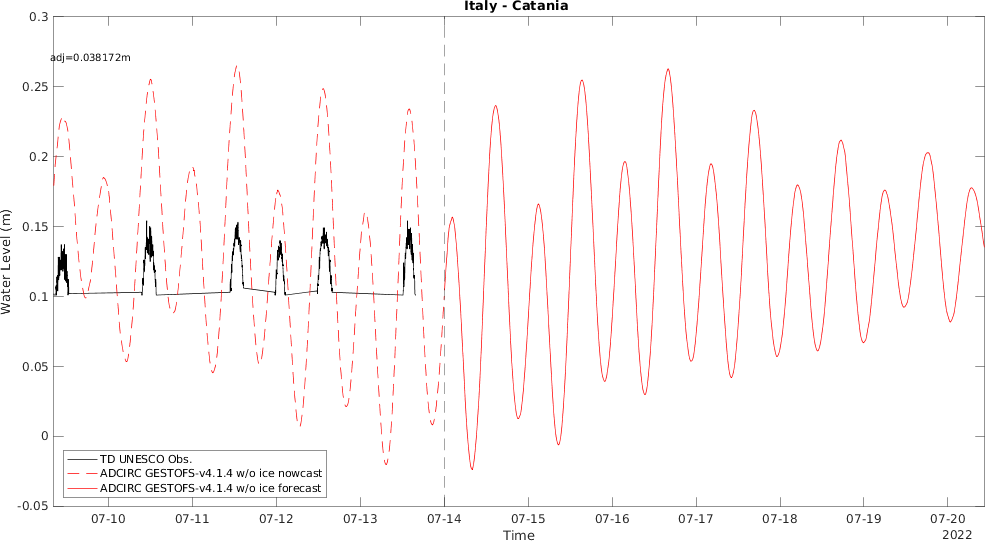 Italy - Catania
adj=0.038172m
Water Level (m)
0.3
0.25
0.2
0.15
0.1
0.05
0
-0.05
TD UNESCO Obs.
ADCIRC GESTOFS-v4.1.4 w/o ice nowcast
ADCIRC GESTOFS-v4.1.4 w/o ice forecast
07-10 07-11 07-12 07-13 07-14 07-15 07-16 07-17 07-18 07-19 07-20
Time
2022